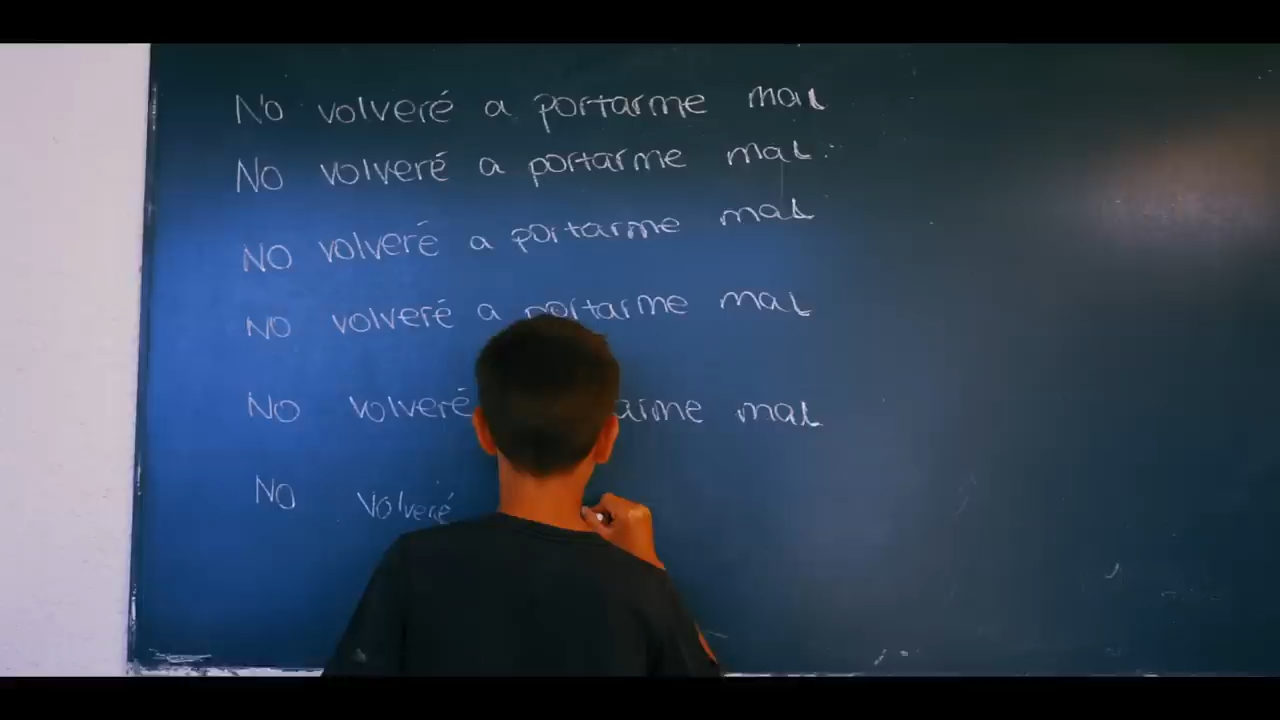 No volveré a portarme mal
No volveré a portarme mal.
NO volveré a portarme mal
NO volveré a portarme mal
No volveré mal
No Volveré